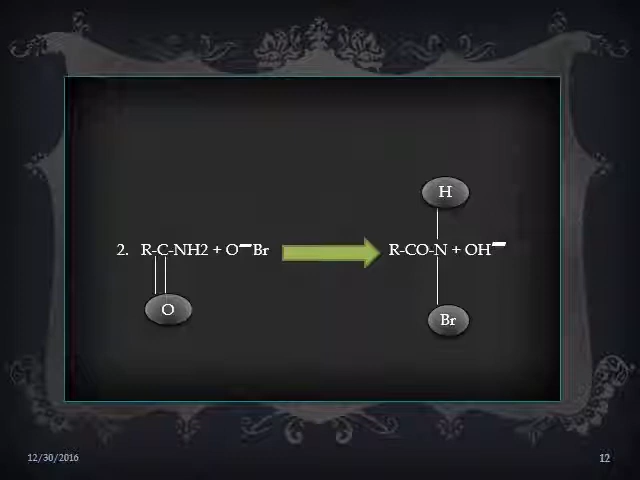 H
2. R-C-NH2 + O⁻Br R-CO-N + OH⁻
O
Br
12/30/2016
12